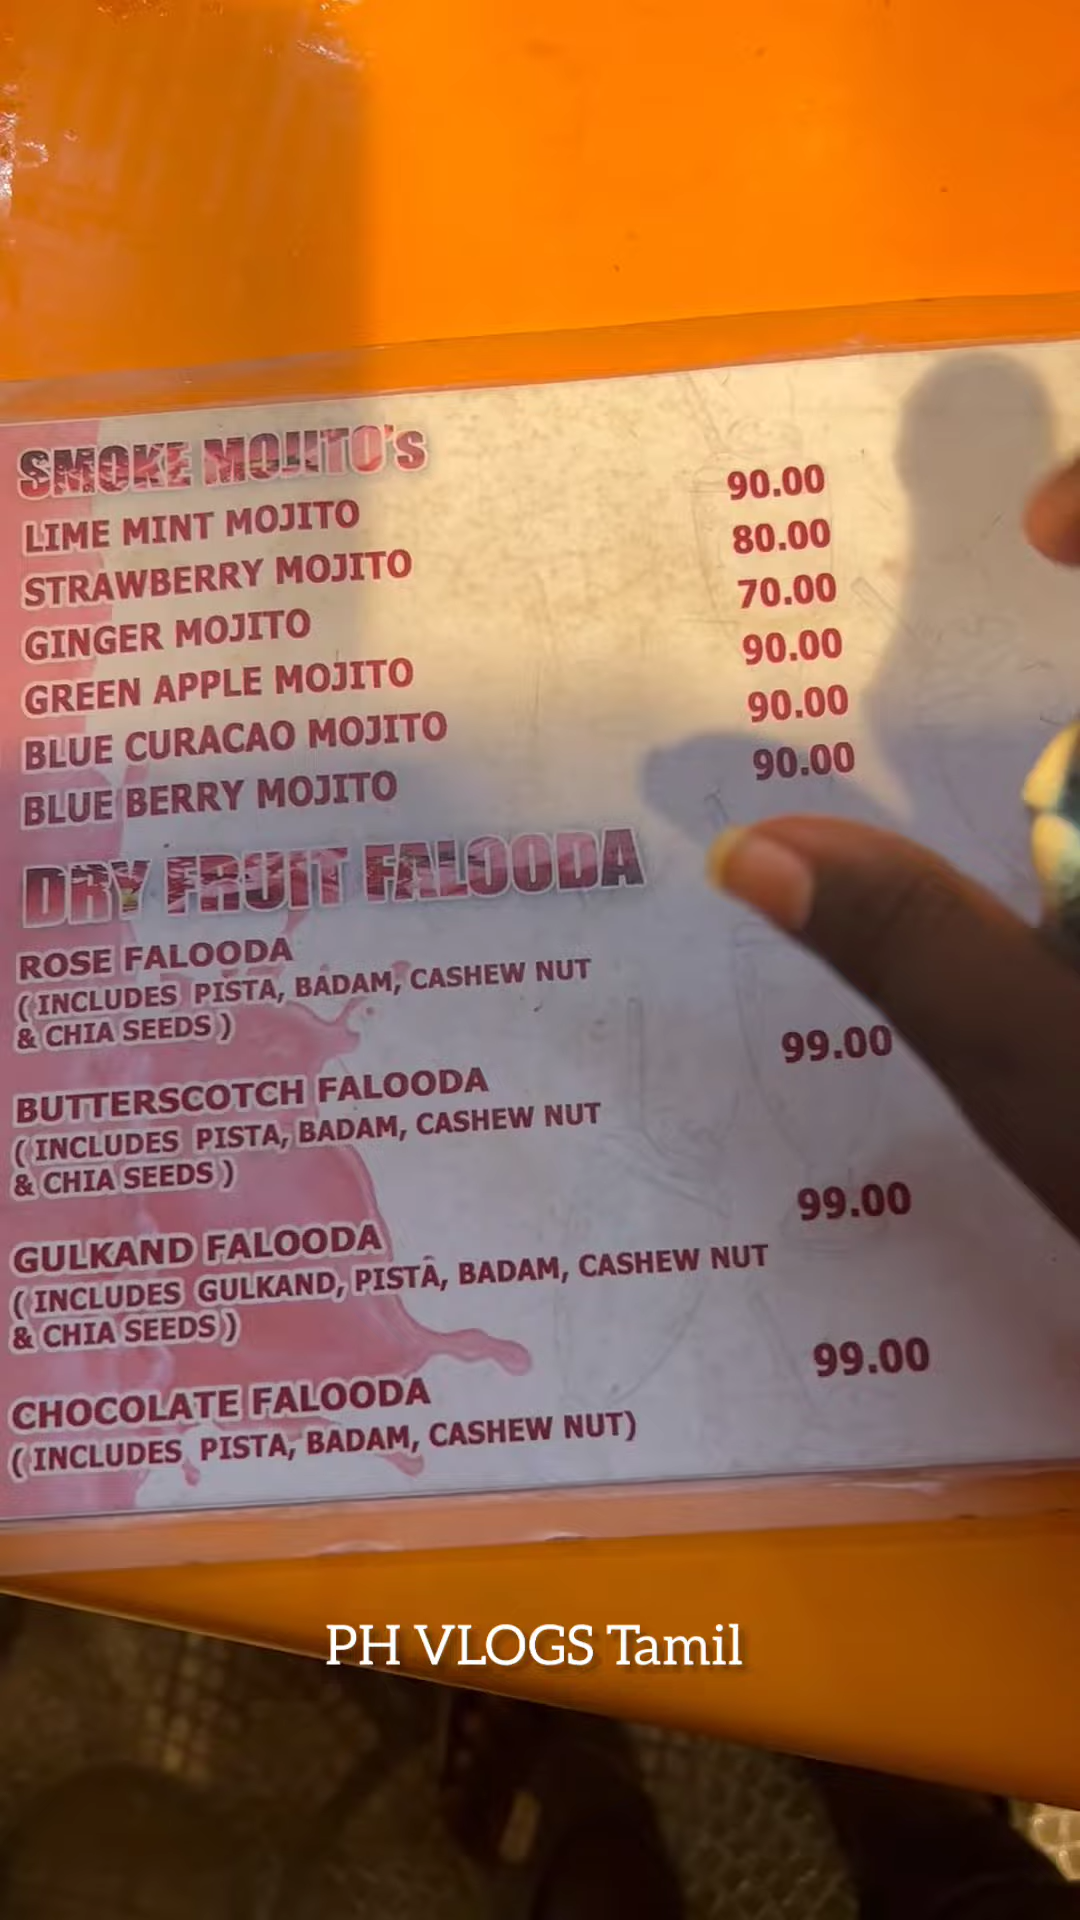 SMOKE MOJITO's
LIME MINT MOJITO 90.00
STRAWBERRY MOJITO 80.00
GINGER MOJITO 70.00
GREEN APPLE MOJITO 90.00
BLUE CURACAO MOJITO 90.00
BLUE BERRY MOJITO 90.00
DRY FRUIT FALOODA
ROSE FALOODA
( INCLUDES PISTA, BADAM, CASHEW NUT
& CHIA SEEDS ) 99.00
BUTTERSCOTCH FALOODA
( INCLUDES PISTA, BADAM, CASHEW NUT
& CHIA SEEDS ) 99.00
GULKAND FALOODA
( INCLUDES GULKAND, PISTA, BADAM, CASHEW NUT
& CHIA SEEDS ) 99.00
CHOCOLATE FALOODA
( INCLUDES PISTA, BADAM, CASHEW NUT)
PH VLOGS Tamil